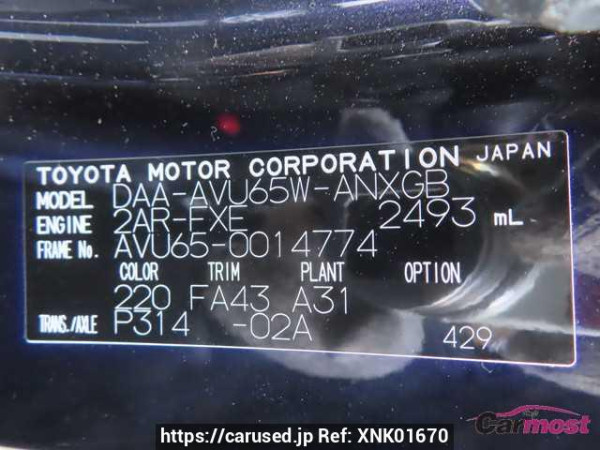 TOYOTA MOTOR CORPORATION JAPAN
MODEL DAA-AVU65W-ANXGB
ENGINE 2AR-FXE 2493 mL
FRAME No. AVU65-0014774
COLOR TRIM PLANT OPTION
220 FA43 A31
TRANS./AXLE P314 -02A 429
Carmost
https://carused.jp Ref: XNK01670